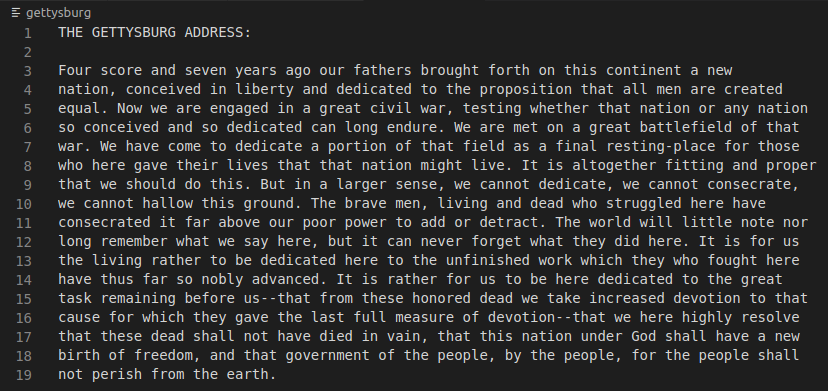 gettysburg
1 THE GETTYSBURG ADDRESS:
2
3 Four score and seven years ago our fathers brought forth on this continent a new
4 nation, conceived in liberty and dedicated to the proposition that all men are created
5 equal. Now we are engaged in a great civil war, testing whether that nation or any nation
6 so conceived and so dedicated can long endure. We are met on a great battlefield of that
7 war. We have come to dedicate a portion of that field as a final resting-place for those
8 who here gave their lives that that nation might live. It is altogether fitting and proper
9 that we should do this. But in a larger sense, we cannot dedicate, we cannot consecrate,
10 we cannot hallow this ground. The brave men, living and dead who struggled here have
11 consecrated it far above our poor power to add or detract. The world will little note nor
12 long remember what we say here, but it can never forget what they did here. It is for us
13 the living rather to be dedicated here to the unfinished work which they who fought here
14 have thus far so nobly advanced. It is rather for us to be here dedicated to the great
15 task remaining before us--that from these honored dead we take increased devotion to that
16 cause for which they gave the last full measure of devotion--that we here highly resolve
17 that these dead shall not have died in vain, that this nation under God shall have a new
18 birth of freedom, and that government of the people, by the people, for the people shall
19 not perish from the earth.